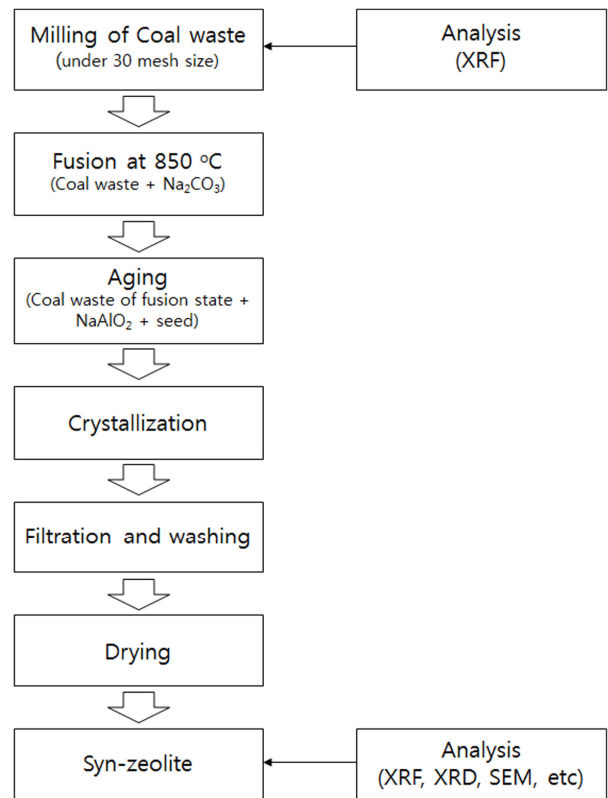 Milling of Coal waste
(under 30 mesh size)
Analysis
(XRF)
Fusion at 850 ºC
(Coal waste + Na₂CO₃)
Aging
(Coal waste of fusion state +
NaAlO₂ + seed)
Crystallization
Filtration and washing
Drying
Syn-zeolite
Analysis
(XRF, XRD, SEM, etc)